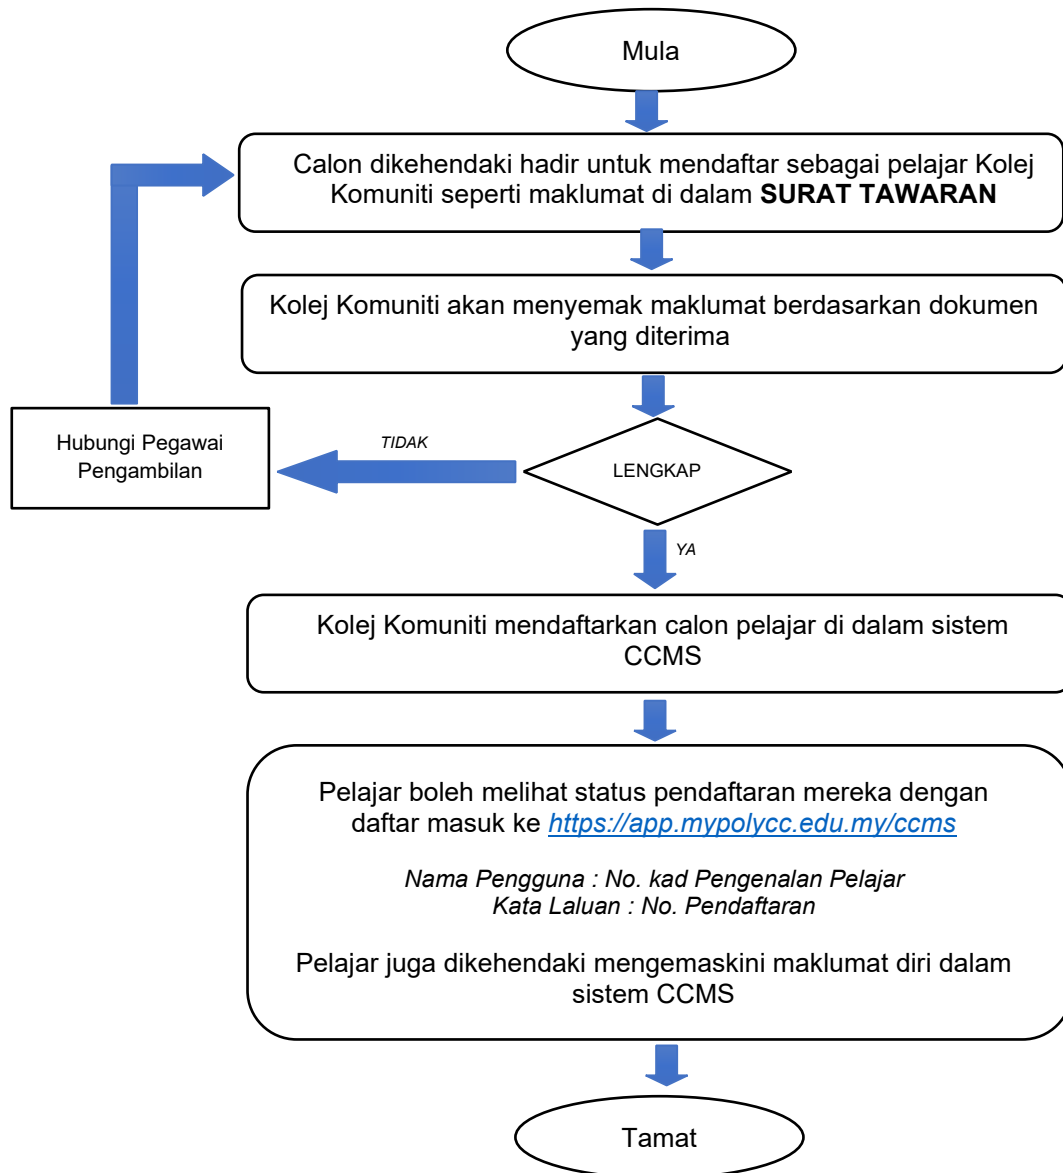 Mula
Calon dikehendaki hadir untuk mendaftar sebagai pelajar Kolej
Komuniti seperti maklumat di dalam SURAT TAWARAN
Kolej Komuniti akan menyemak maklumat berdasarkan dokumen
yang diterima
Hubungi Pegawai
Pengambilan
TIDAK
LENGKAP
YA
Kolej Komuniti mendaftarkan calon pelajar di dalam sistem
CCMS
Pelajar boleh melihat status pendaftaran mereka dengan
daftar masuk ke https://app.mypolycc.edu.my/ccms
Nama Pengguna : No. kad Pengenalan Pelajar
Kata Laluan : No. Pendaftaran
Pelajar juga dikehendaki mengemaskini maklumat diri dalam
sistem CCMS
Tamat